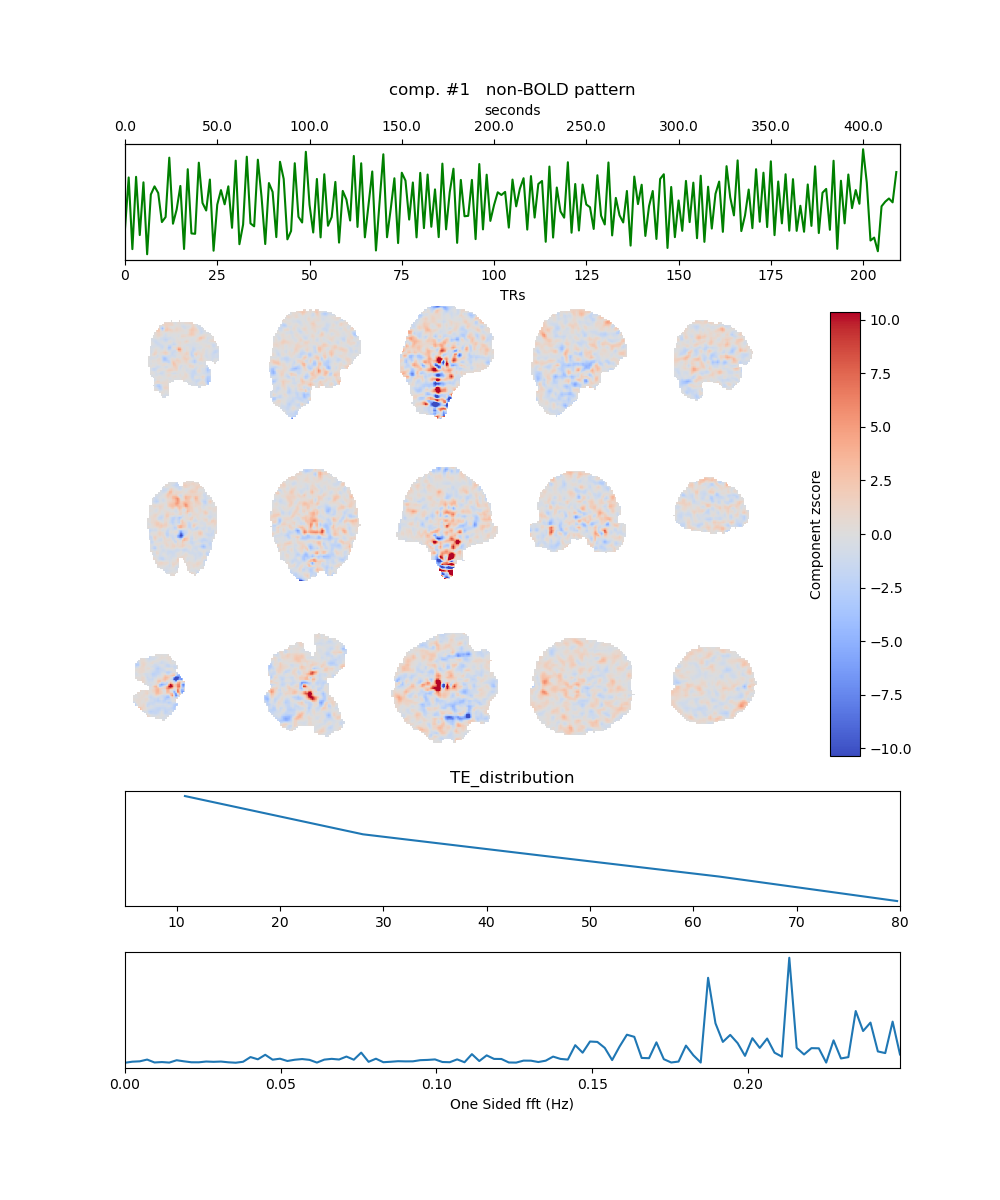 comp. #1   non-BOLD pattern
seconds
0.0 50.0 100.0 150.0 200.0 250.0 300.0 350.0 400.0
0 25 50 75 100 125 150 175 200
TRs
10.0
7.5
5.0
2.5
0.0
−2.5
−5.0
−7.5
−10.0
Component zscore
TE_distribution
10 20 30 40 50 60 70 80
0.00 0.05 0.10 0.15 0.20
One Sided fft (Hz)